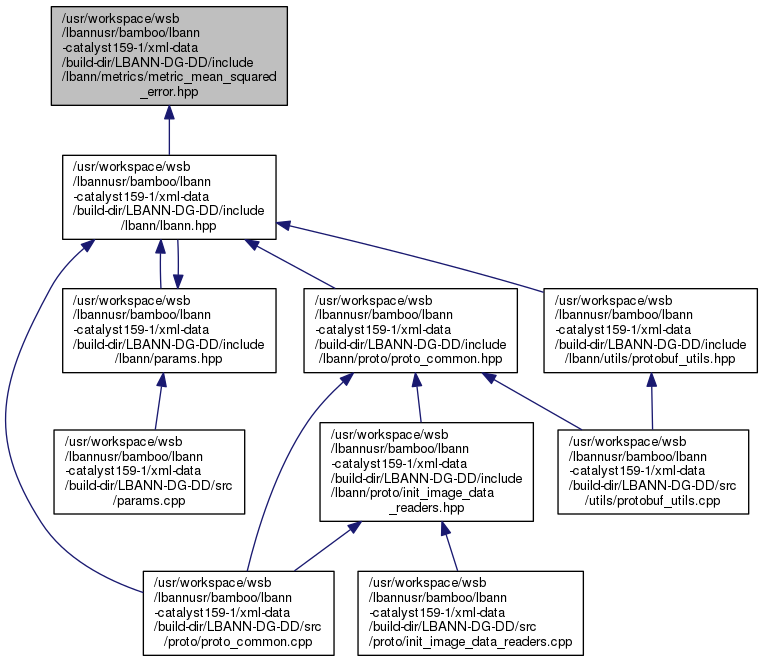 /usr/workspace/wsb
/lbannusr/bamboo/lbann
-catalyst159-1/xml-data
/build-dir/LBANN-DG-DD/include
/lbann/metrics/metric_mean_squared
_error.hpp
/usr/workspace/wsb
/lbannusr/bamboo/lbann
-catalyst159-1/xml-data
/build-dir/LBANN-DG-DD/include
/lbann/lbann.hpp
/usr/workspace/wsb
/lbannusr/bamboo/lbann
-catalyst159-1/xml-data
/build-dir/LBANN-DG-DD/include
/lbann/params.hpp
/usr/workspace/wsb
/lbannusr/bamboo/lbann
-catalyst159-1/xml-data
/build-dir/LBANN-DG-DD/include
/lbann/proto/proto_common.hpp
/usr/workspace/wsb
/lbannusr/bamboo/lbann
-catalyst159-1/xml-data
/build-dir/LBANN-DG-DD/include
/lbann/utils/protobuf_utils.hpp
/usr/workspace/wsb
/lbannusr/bamboo/lbann
-catalyst159-1/xml-data
/build-dir/LBANN-DG-DD/src
/params.cpp
/usr/workspace/wsb
/lbannusr/bamboo/lbann
-catalyst159-1/xml-data
/build-dir/LBANN-DG-DD/include
/lbann/proto/init_image_data
_readers.hpp
/usr/workspace/wsb
/lbannusr/bamboo/lbann
-catalyst159-1/xml-data
/build-dir/LBANN-DG-DD/src
/utils/protobuf_utils.cpp
/usr/workspace/wsb
/lbannusr/bamboo/lbann
-catalyst159-1/xml-data
/build-dir/LBANN-DG-DD/src
/proto/proto_common.cpp
/usr/workspace/wsb
/lbannusr/bamboo/lbann
-catalyst159-1/xml-data
/build-dir/LBANN-DG-DD/src
/proto/init_image_data_readers.cpp